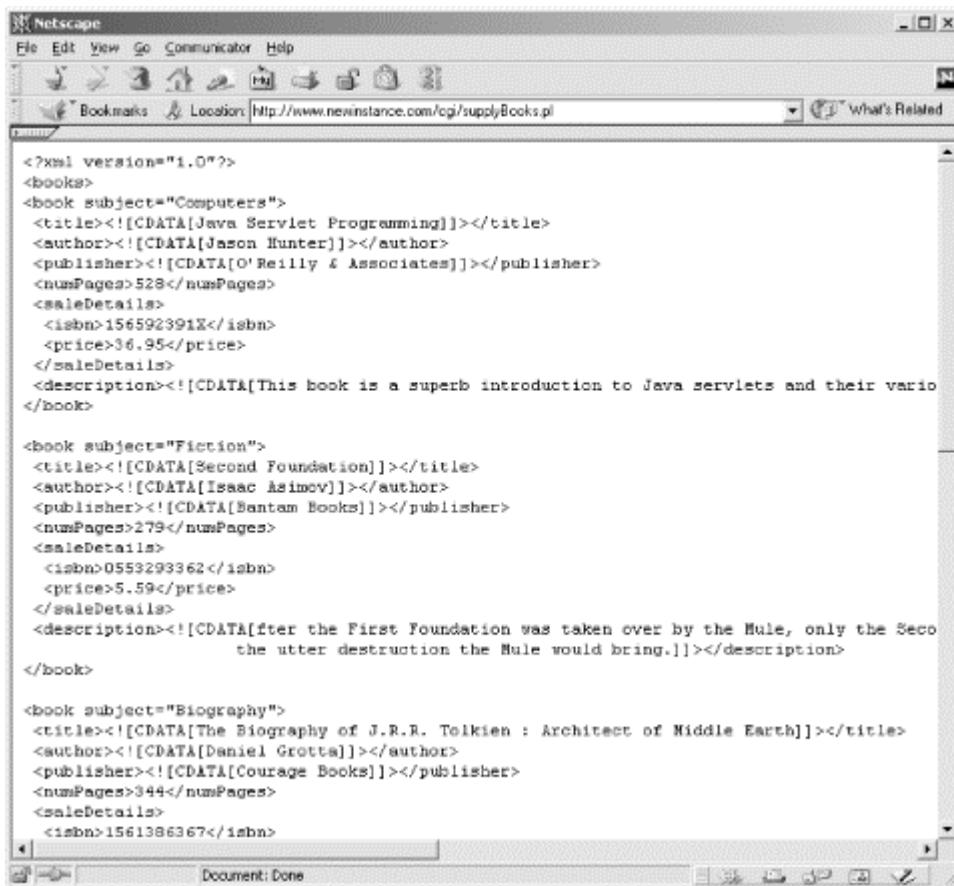 Netscape
File Edit View Go Communicator Help
My N
Bookmarks Location: http://www.newinstance.com/cgi/supplyBooks.pl What's Related
<?xml version="1.0"?>
<books>
<book subject="Computers">
<title><![CDATA[Java Servlet Programming]]></title>
<author><![CDATA[Jason Hunter]]></author>
<publisher><![CDATA[O'Reilly & Associates]]></publisher>
<numPages>528</numPages>
<saleDetails>
<isbn>156592391X</isbn>
<price>36.95</price>
</saleDetails>
<description><![CDATA[This book is a superb introduction to Java servlets and their vario
</book>
<book subject="Fiction">
<title><![CDATA[Second Foundation]]></title>
<author><![CDATA[Isaac Asimov]]></author>
<publisher><![CDATA[Bantam Books]]></publisher>
<numPages>279</numPages>
<saleDetails>
<isbn>0553293362</isbn>
<price>5.59</price>
</saleDetails>
<description><![CDATA[fter the First Foundation was taken over by the Mule, only the Seco
the utter destruction the Mule would bring.]]></description>
</book>
<book subject="Biography">
<title><![CDATA[The Biography of J.R.R. Tolkien : Architect of Middle Earth]]></title>
<author><![CDATA[Daniel Grotta]]></author>
<publisher><![CDATA[Courage Books]]></publisher>
<numPages>344</numPages>
<saleDetails>
<isbn>1561386367</isbn>
Document: Done